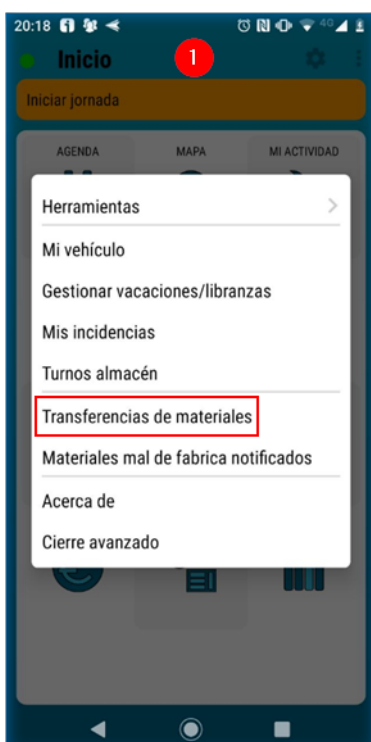 20:18 4G
Inicio
1
Iniciar jornada
AGENDA MAPA MI ACTIVIDAD
Herramientas
Mi vehículo
Gestionar vacaciones/libranzas
Mis incidencias
Turnos almacén
Transferencias de materiales
Materiales mal de fabrica notificados
Acerca de
Cierre avanzado